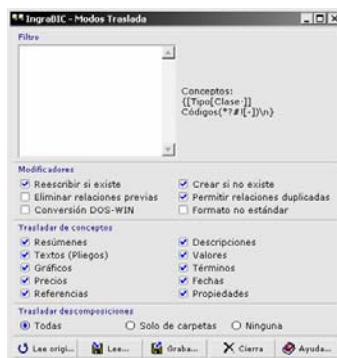 IngraBIC - Modos Traslada
Filtro
Conceptos:
{[[Tipo[Clase·]]
Códigos(*?#![-])\n}
Modificadores
Reescribir si existe
Crear si no existe
Eliminar relaciones previas
Permitir relaciones duplicadas
Conversión DOS-WIN
Formato no estándar
Trasladar de conceptos
Resúmenes
Descripciones
Textos (Pliegos)
Valores
Gráficos
Términos
Precios
Fechas
Referencias
Propiedades
Trasladar descomposiciones
Todas
Solo de carpetas
Ninguna
Lee origi...
Lee...
Graba...
Cierra
Ayuda...